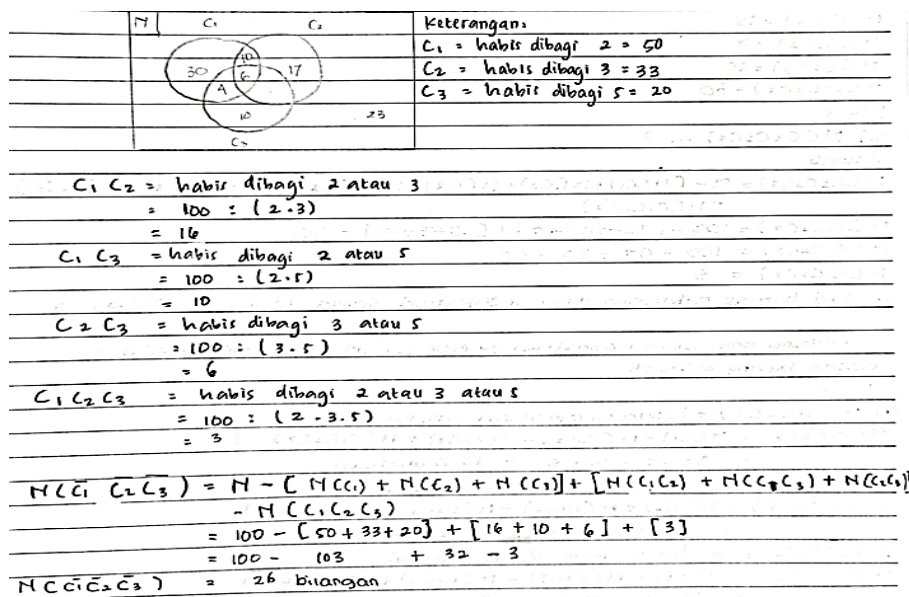 N C₁ C₂
30 10 17
6
4
10 23
C₃
Keterangan:
C₁ = habis dibagi 2 = 50
C₂ = habis dibagi 3 = 33
C₃ = habis dibagi 5 = 20
C₁ C₂ = habis dibagi 2 atau 3
= 100 : (2.3)
= 16
C₁ C₃ = habis dibagi 2 atau 5
= 100 : (2.5)
= 10
C₂ C₃ = habis dibagi 3 atau 5
= 100 : (3.5)
= 6
C₁ C₂ C₃ = habis dibagi 2 atau 3 atau 5
= 100 : (2.3.5)
= 3
N(C̅₁ C̅₂ C̅₃) = N - [N(C₁) + N(C₂) + N(C₃)] + [N(C₁C₂) + N(C₁C₃) + N(C₂C₃)]
- N(C₁C₂C₃)
= 100 - [50 + 33 + 20] + [16 + 10 + 6] + [3]
= 100 - 103 + 32 - 3
N(C̅₁C̅₂C̅₃) = 26 bilangan